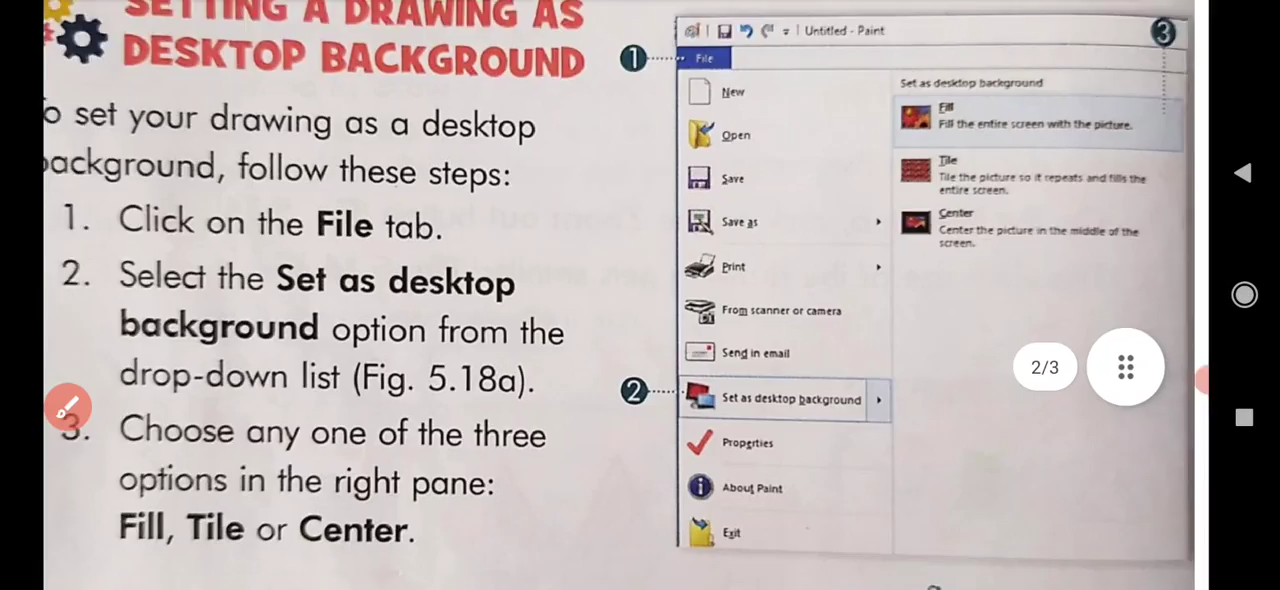 SETTING A DRAWING AS
DESKTOP BACKGROUND
o set your drawing as a desktop
background, follow these steps:
1. Click on the File tab.
2. Select the Set as desktop
background option from the
drop-down list (Fig. 5.18a).
3. Choose any one of the three
options in the right pane:
Fill, Tile or Center.
1
Untitled - Paint
3
File
New
Open
Save
Save as
Print
From scanner or camera
Send in email
2
Set as desktop background
Properties
About Paint
Exit
Set as desktop background
Fill
Fill the entire screen with the picture.
Tile
Tile the picture so it repeats and fills the
entire screen.
Center
Center the picture in the middle of the
screen.
2/3